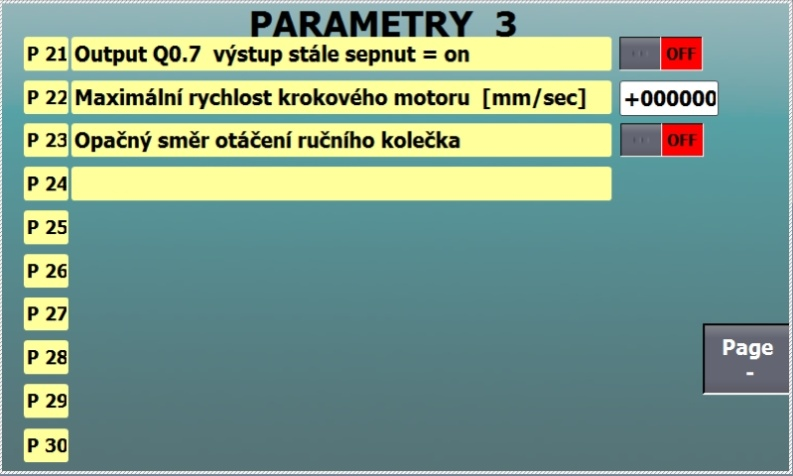 PARAMETRY 3
P 21 Output Q0.7 výstup stále sepnut = on OFF
P 22 Maximální rychlost krokového motoru [mm/sec] +000000
P 23 Opačný směr otáčení ručního kolečka OFF
P 24
P 25
P 26
P 27
P 28
Page
-
P 29
P 30